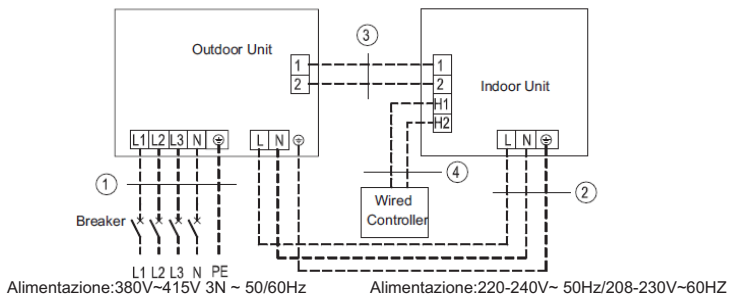 Outdoor Unit
Indoor Unit
③
1
2
1
2
H1
H2
L1 L2 L3 N
L N
L N
①
④
②
Wired
Controller
Breaker
L1 L2 L3 N PE
Alimentazione:380V~415V 3N ~ 50/60Hz
Alimentazione:220-240V~ 50Hz/208-230V~60HZ